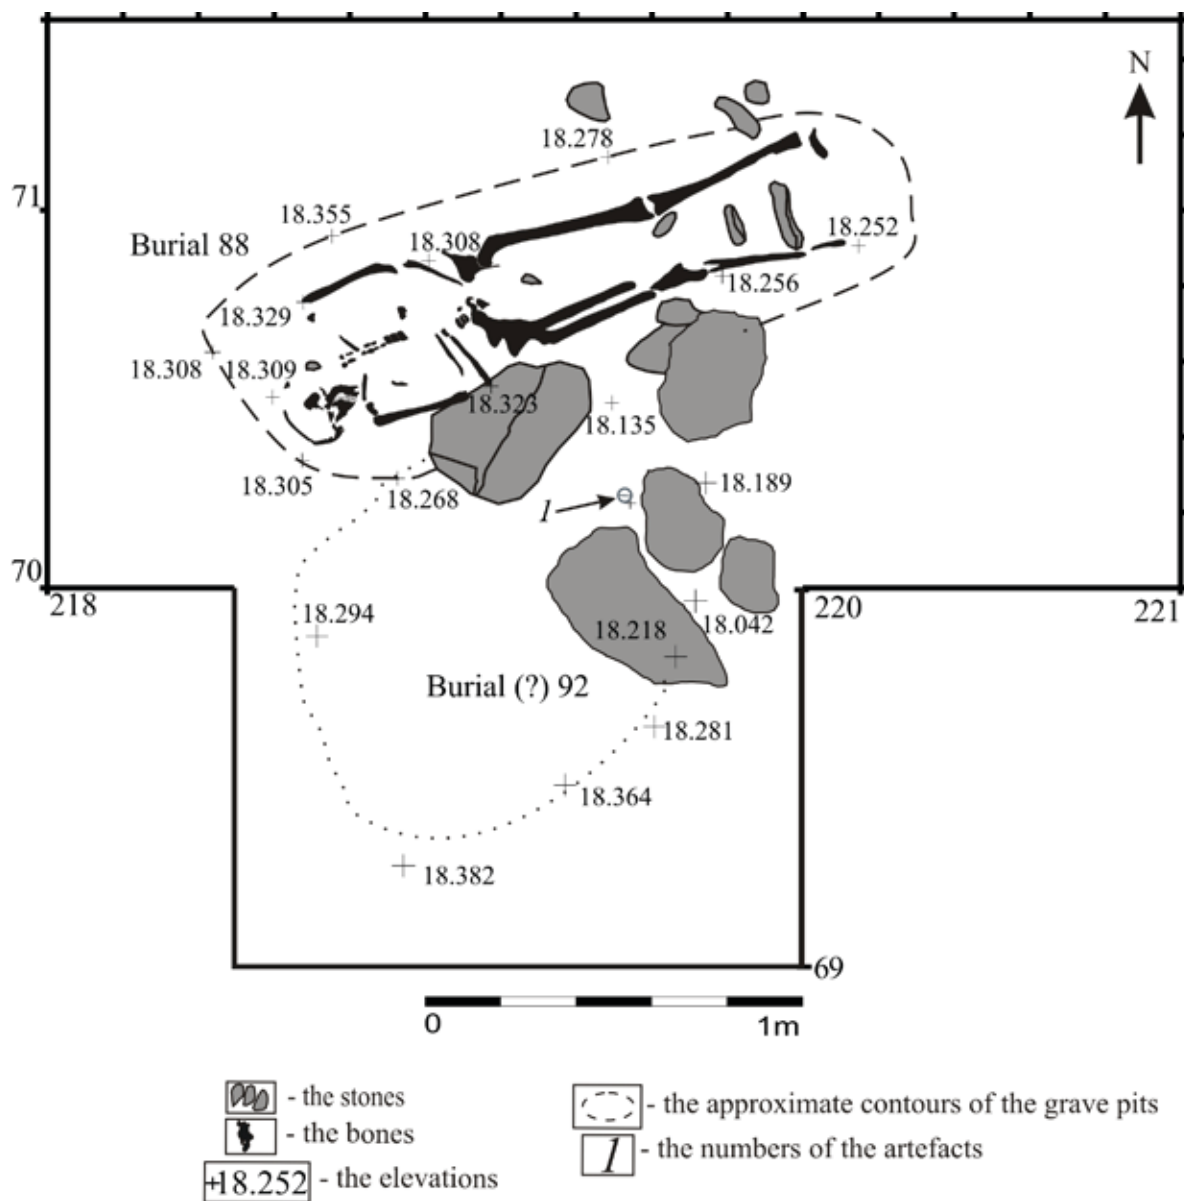 N
18.278
71
18.355
Burial 88
18.308
18.252
18.256
18.329
18.308 18.309
18.323
18.135
18.305
18.268
18.189
1
70
218
220
221
18.294
18.218
18.042
Burial (?) 92
18.281
18.364
18.382
69
0 1m
- the stones
- the bones
+18.252 - the elevations
- the approximate contours of the grave pits
1 - the numbers of the artefacts